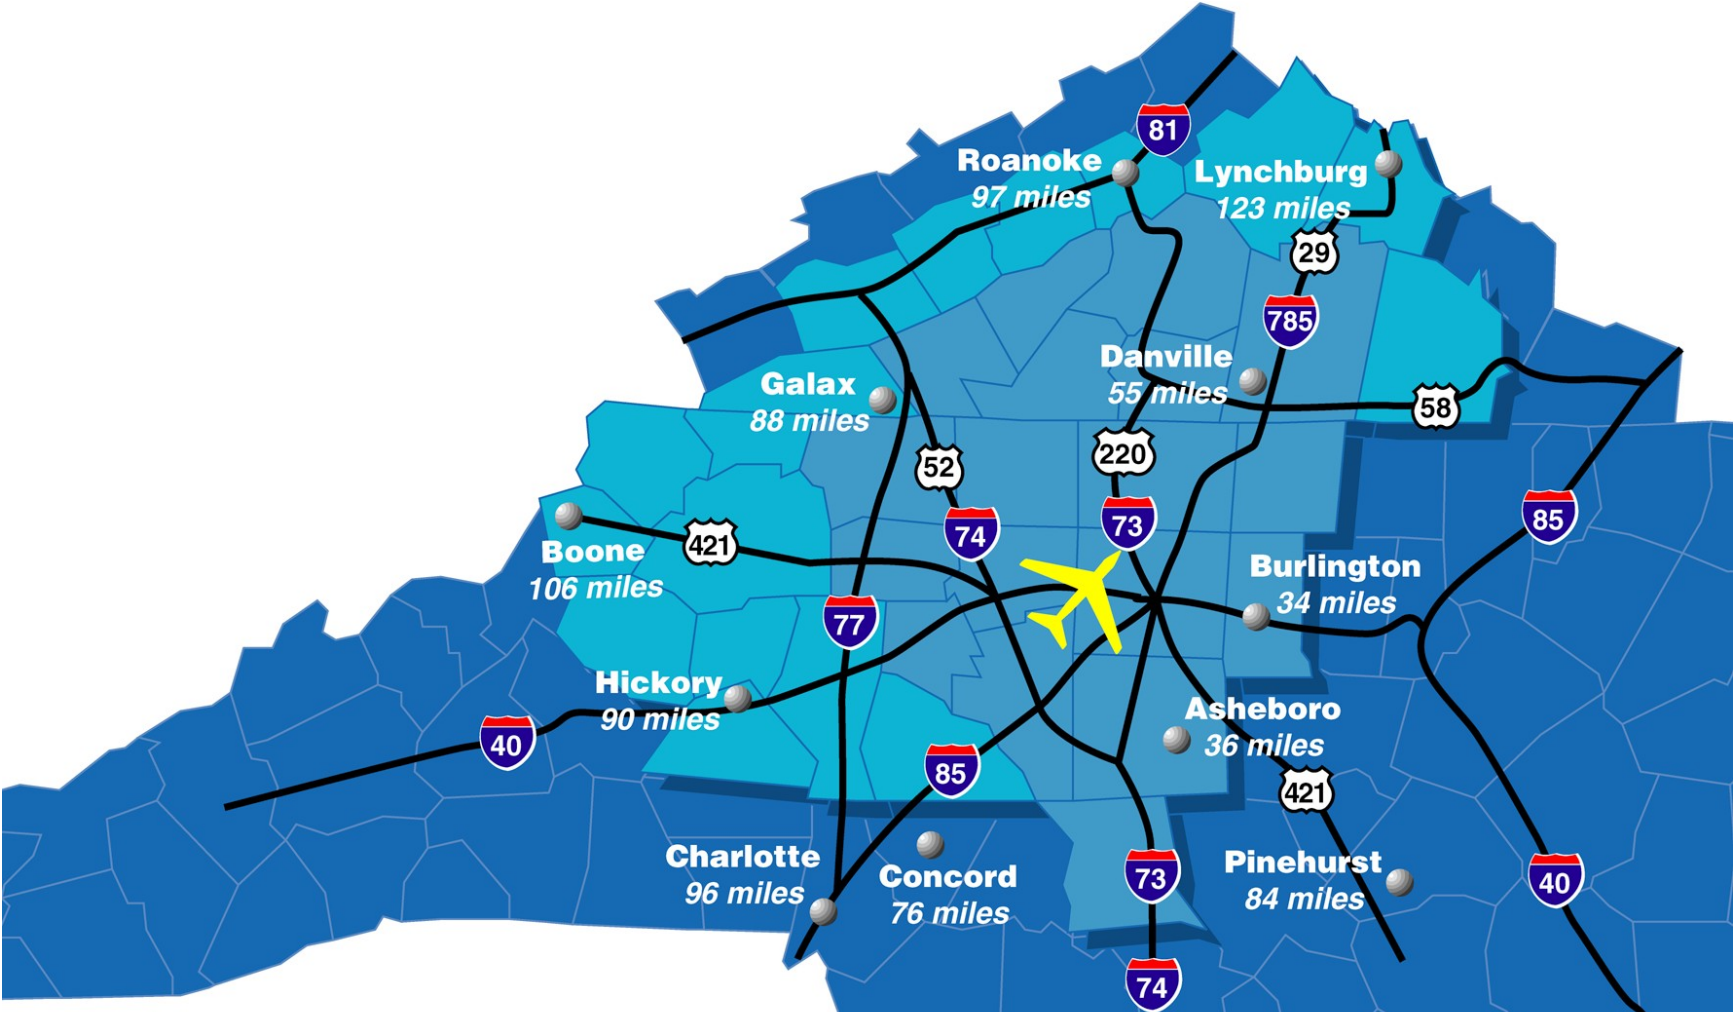 81
Roanoke
97 miles
Lynchburg
123 miles
29
785
Danville
55 miles
Galax
88 miles
58
52
220
74
73
85
Boone
106 miles
421
Burlington
34 miles
77
Hickory
90 miles
40
Asheboro
36 miles
85
421
Charlotte
96 miles
Concord
76 miles
73
Pinehurst
84 miles
40
74